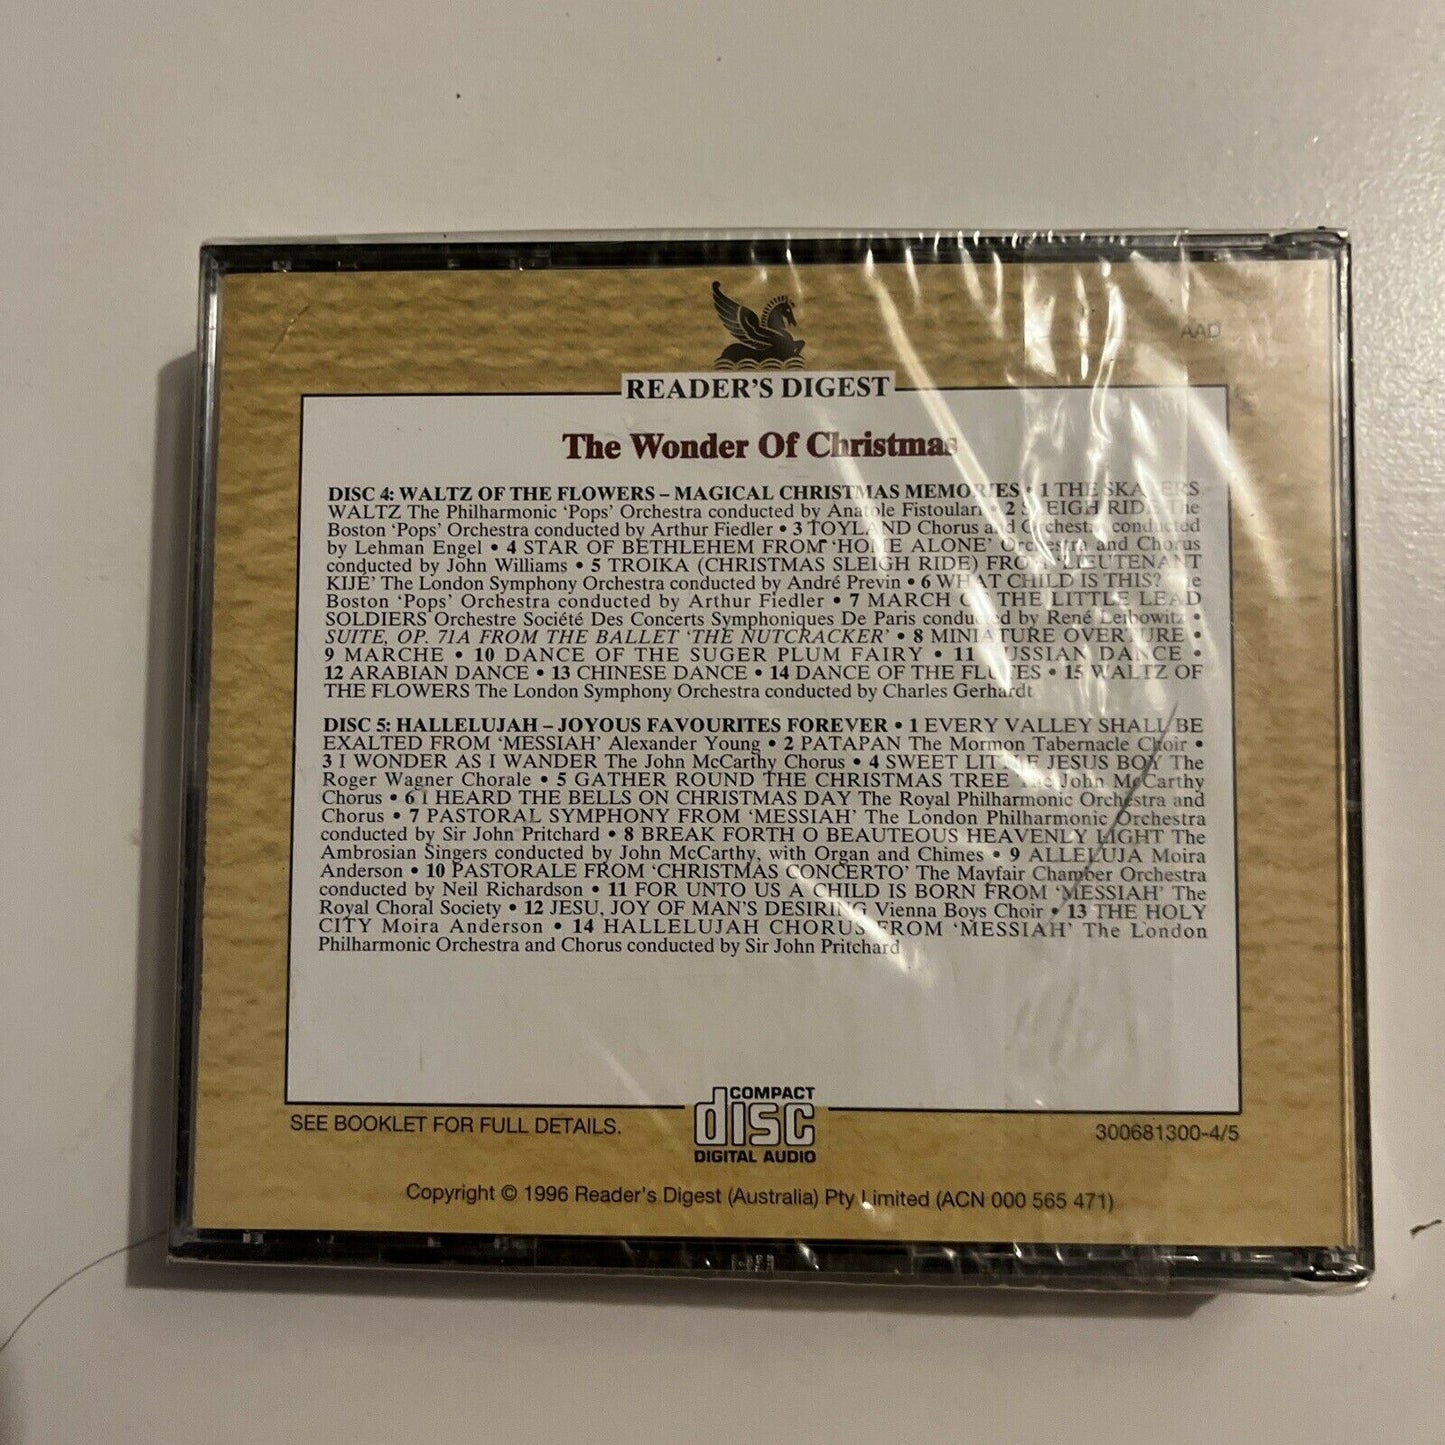 AAD
READER'S DIGEST
The Wonder Of Christmas
DISC 4: WALTZ OF THE FLOWERS – MAGICAL CHRISTMAS MEMORIES • 1 THE SKATERS
WALTZ The Philharmonic 'Pops' Orchestra conducted by Anatole Fistoulari • 2 SLEIGH RIDE The
Boston 'Pops' Orchestra conducted by Arthur Fiedler • 3 TOYLAND Chorus and Orchestra conducted
by Lehman Engel • 4 STAR OF BETHLEHEM FROM 'HOME ALONE' Orchestra and Chorus
conducted by John Williams • 5 TROIKA (CHRISTMAS SLEIGH RIDE) FROM 'LIEUTENANT
KIJÉ' The London Symphony Orchestra conducted by André Previn • 6 WHAT CHILD IS THIS? The
Boston 'Pops' Orchestra conducted by Arthur Fiedler • 7 MARCH OF THE LITTLE LEAD
SOLDIERS Orchestre Société Des Concerts Symphoniques De Paris conducted by René Leibowitz •
SUITE, OP. 71A FROM THE BALLET 'THE NUTCRACKER' • 8 MINIATURE OVERTURE •
9 MARCHE • 10 DANCE OF THE SUGER PLUM FAIRY • 11 RUSSIAN DANCE •
12 ARABIAN DANCE • 13 CHINESE DANCE • 14 DANCE OF THE FLUTES • 15 WALTZ OF
THE FLOWERS The London Symphony Orchestra conducted by Charles Gerhardt
DISC 5: HALLELUJAH – JOYOUS FAVOURITES FOREVER • 1 EVERY VALLEY SHALL BE
EXALTED FROM 'MESSIAH' Alexander Young • 2 PATAPAN The Mormon Tabernacle Choir •
3 I WONDER AS I WANDER The John McCarthy Chorus • 4 SWEET LITTLE JESUS BOY The
Roger Wagner Chorale • 5 GATHER ROUND THE CHRISTMAS TREE The John McCarthy
Chorus • 6 I HEARD THE BELLS ON CHRISTMAS DAY The Royal Philharmonic Orchestra and
Chorus • 7 PASTORAL SYMPHONY FROM 'MESSIAH' The London Philharmonic Orchestra
conducted by Sir John Pritchard • 8 BREAK FORTH O BEAUTEOUS HEAVENLY LIGHT The
Ambrosian Singers conducted by John McCarthy, with Organ and Chimes • 9 ALLELUJA Moira
Anderson • 10 PASTORALE FROM 'CHRISTMAS CONCERTO' The Mayfair Chamber Orchestra
conducted by Neil Richardson • 11 FOR UNTO US A CHILD IS BORN FROM 'MESSIAH' The
Royal Choral Society • 12 JESU, JOY OF MAN'S DESIRING Vienna Boys Choir • 13 THE HOLY
CITY Moira Anderson • 14 HALLELUJAH CHORUS FROM 'MESSIAH' The London
Philharmonic Orchestra and Chorus conducted by Sir John Pritchard
SEE BOOKLET FOR FULL DETAILS.
COMPACT
disc
DIGITAL AUDIO
300681300-4/5
Copyright © 1996 Reader's Digest (Australia) Pty Limited (ACN 000 565 471)